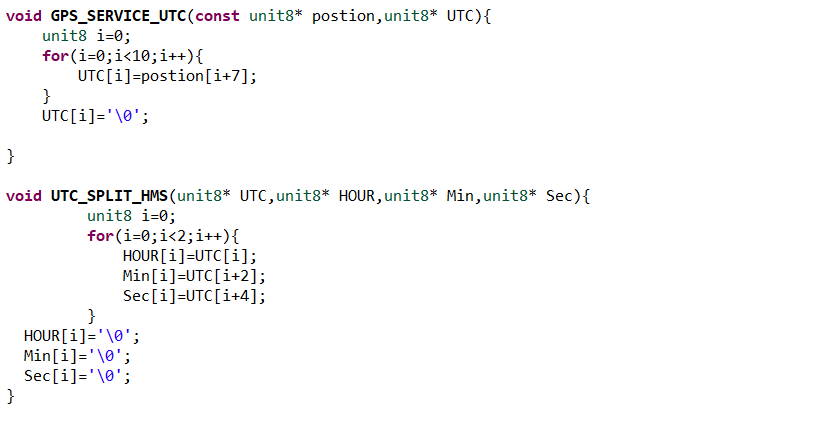 void GPS_SERVICE_UTC(const unit8* postion,unit8* UTC){
    unit8 i=0;
    for(i=0;i<10;i++){
        UTC[i]=postion[i+7];
    }
    UTC[i]='\0';

}

void UTC_SPLIT_HMS(unit8* UTC,unit8* HOUR,unit8* Min,unit8* Sec){
         unit8 i=0;
         for(i=0;i<2;i++){
             HOUR[i]=UTC[i];
             Min[i]=UTC[i+2];
             Sec[i]=UTC[i+4];
         }
  HOUR[i]='\0';
  Min[i]='\0';
  Sec[i]='\0';
}